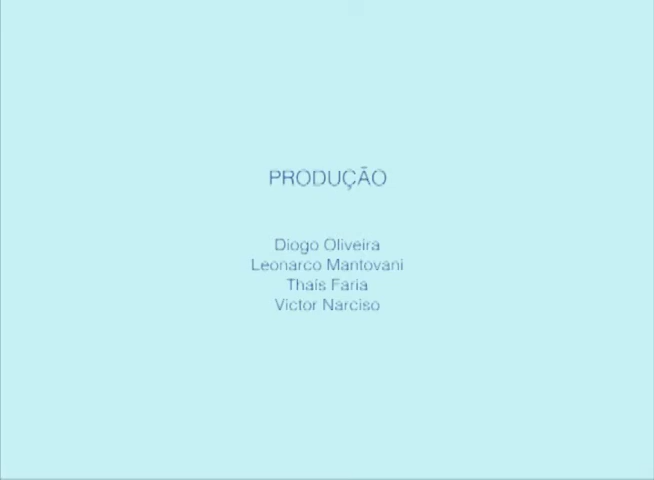 PRODUÇÃO
Diogo Oliveira
Leonarco Mantovani
Thaís Faria
Victor Narciso